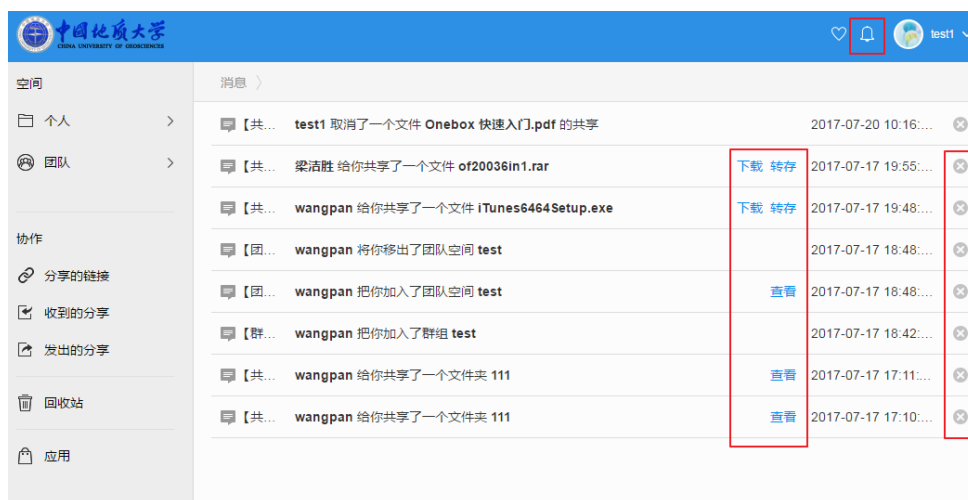 中国地质大学
CHINA UNIVERSITY OF GEOSCIENCES
test1
空间
个人
团队
协作
分享的链接
收到的分享
发出的分享
回收站
应用
消息
【共... test1 取消了一个文件 Onebox 快速入门.pdf 的共享 2017-07-20 10:16:...
【共... 梁洁胜 给你共享了一个文件 of20036in1.rar 下载 转存 2017-07-17 19:55:...
【共... wangpan 给你共享了一个文件 iTunes6464Setup.exe 下载 转存 2017-07-17 19:48:...
【团... wangpan 将你移出了团队空间 test 2017-07-17 18:48:...
【团... wangpan 把你加入了团队空间 test 查看 2017-07-17 18:48:...
【群... wangpan 把你加入了群组 test 2017-07-17 18:42:...
【共... wangpan 给你共享了一个文件夹 111 查看 2017-07-17 17:11:...
【共... wangpan 给你共享了一个文件夹 111 查看 2017-07-17 17:10:...